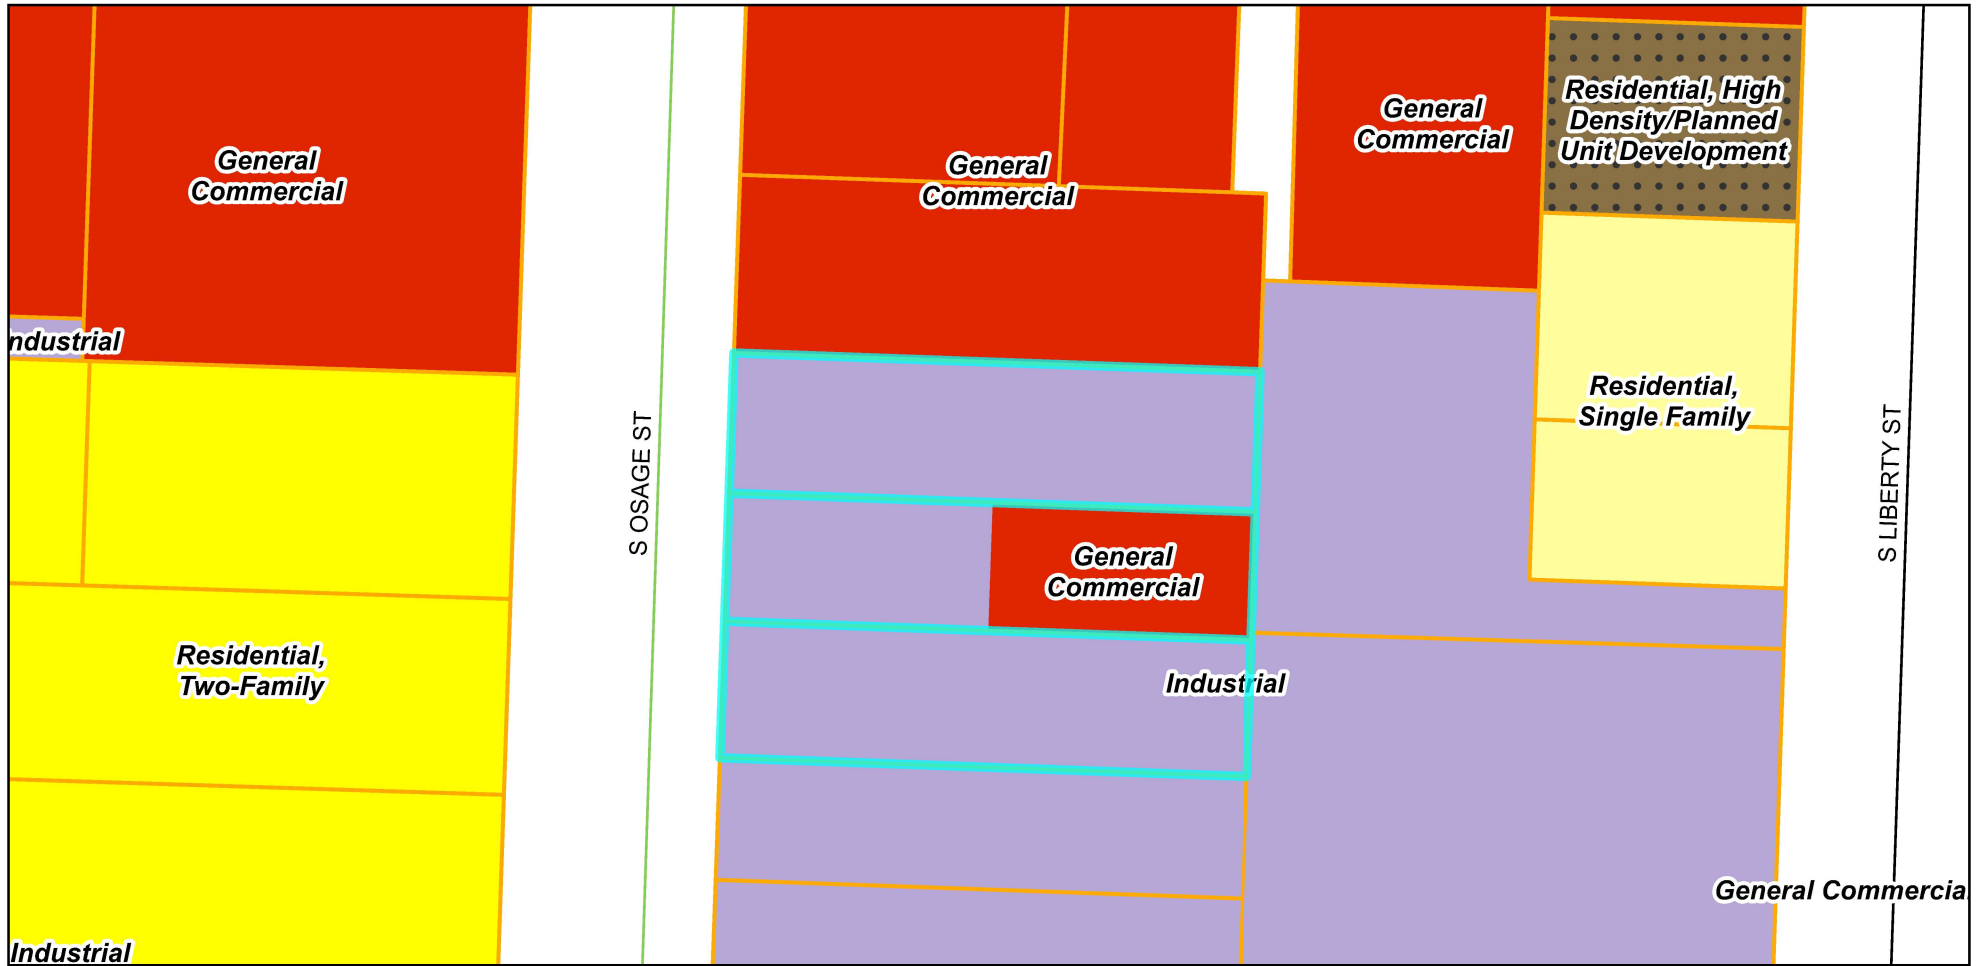 General
Commercial
General
Commercial
General
Commercial
Residential, High
Density/Planned
Unit Development
ndustrial
Residential,
Single Family
S OSAGE ST
S LIBERTY ST
General
Commercial
Residential,
Two-Family
Industrial
General Commercia
Industrial